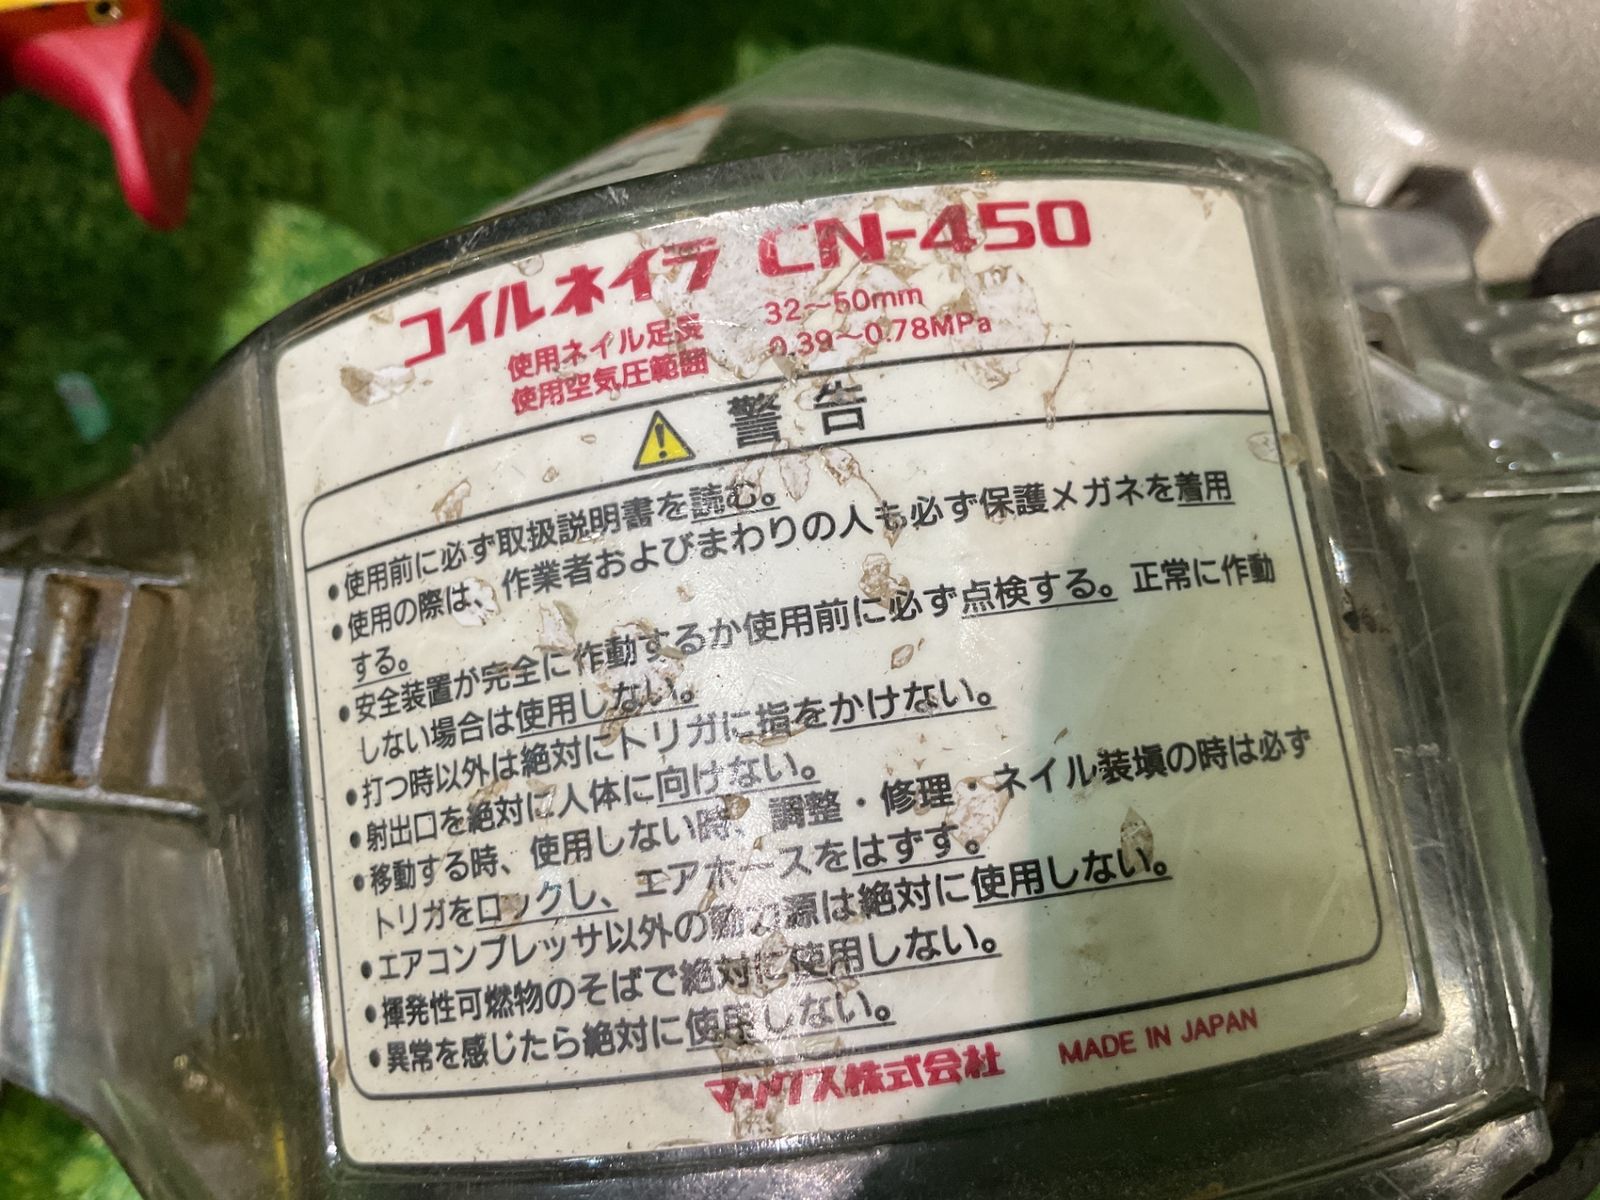 コイルネイラ CN-450
使用ネイル足長 32～50mm
使用空気圧範囲 0.39～0.78MPa
警告
•使用前に必ず取扱説明書を読む。
•使用の際は、作業者およびまわりの人も必ず保護メガネを着用
する。
•安全装置が完全に作動するか使用前に必ず点検する。正常に作動
しない場合は使用しない。
•打つ時以外は絶対にトリガに指をかけない。
•射出口を絶対に人体に向けない。
•移動する時、使用しない時、調整・修理・ネイル装填の時は必ず
トリガをロックし、エアホースをはずす。
•エアコンプレッサ以外の動力源は絶対に使用しない。
•揮発性可燃物のそばで絶対に使用しない。
•異常を感じたら絶対に使用しない。
マックス株式会社 MADE IN JAPAN